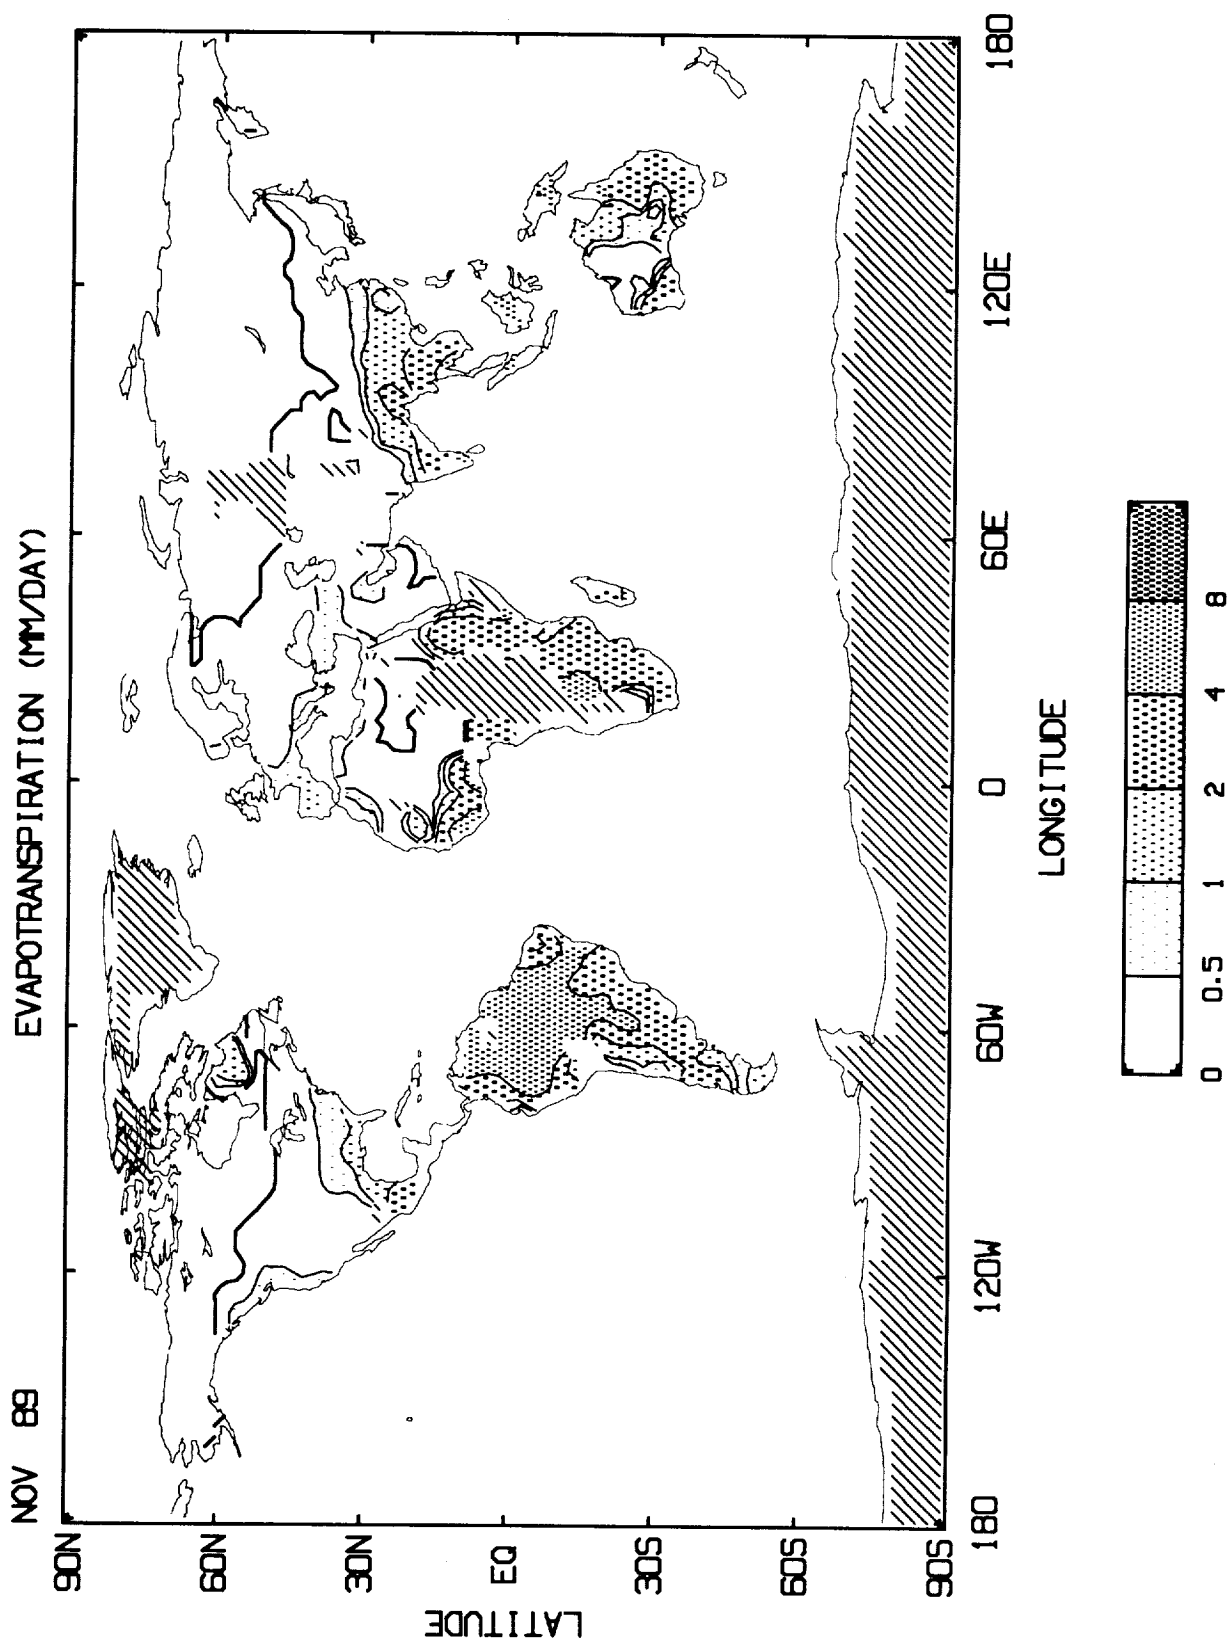 NOV 89
EVAPOTRANSPIRATION (MM/DAY)
LATITUDE
90N
60N
30N
EQ
30S
60S
90S
180 120W 60W 0 60E 120E 180
LONGITUDE
0 0.5 1 2 4 8